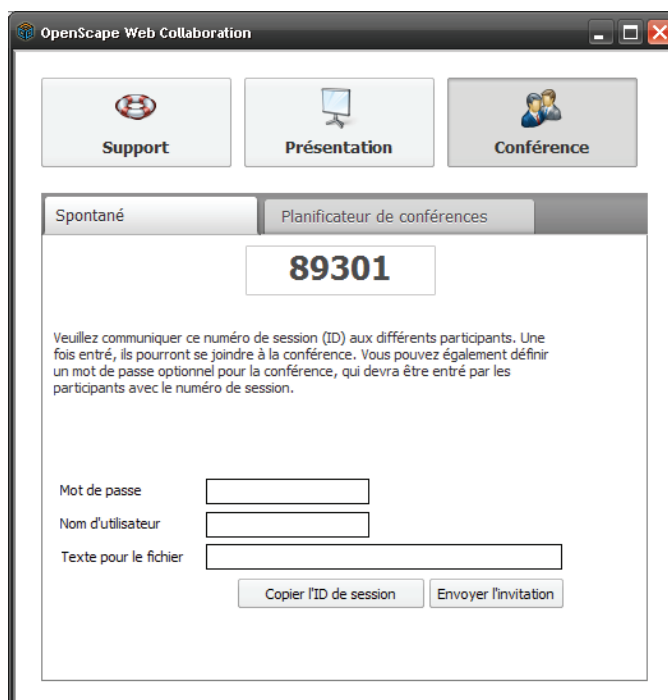 OpenScape Web Collaboration
Support
Présentation
Conférence
Spontané
Planificateur de conférences
89301
Veuillez communiquer ce numéro de session (ID) aux différents participants. Une
fois entré, ils pourront se joindre à la conférence. Vous pouvez également définir
un mot de passe optionnel pour la conférence, qui devra être entré par les
participants avec le numéro de session.
Mot de passe
Nom d'utilisateur
Texte pour le fichier
Copier l'ID de session
Envoyer l'invitation